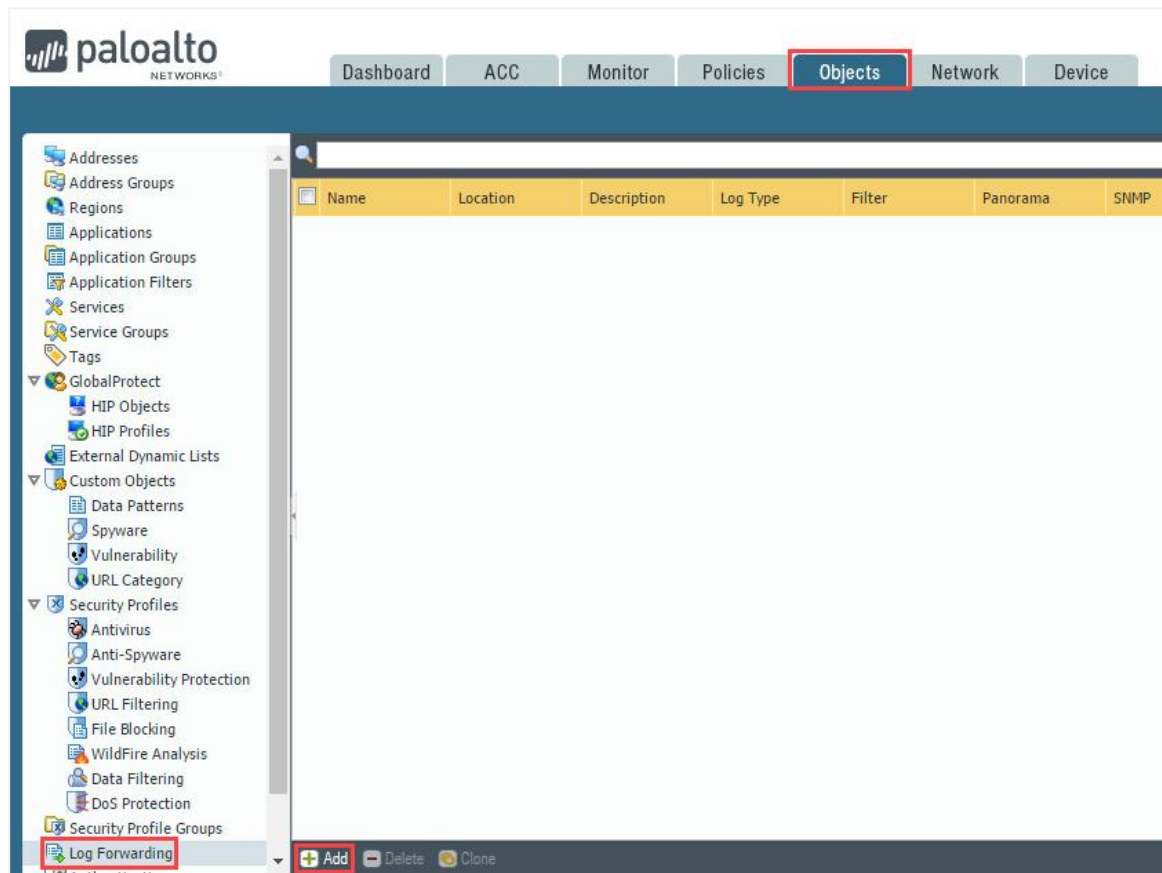 paloalto
NETWORKS®
Dashboard ACC Monitor Policies Objects Network Device
Addresses
Address Groups
Regions
Applications
Application Groups
Application Filters
Services
Service Groups
Tags
GlobalProtect
HIP Objects
HIP Profiles
External Dynamic Lists
Custom Objects
Data Patterns
Spyware
Vulnerability
URL Category
Security Profiles
Antivirus
Anti-Spyware
Vulnerability Protection
URL Filtering
File Blocking
WildFire Analysis
Data Filtering
DoS Protection
Security Profile Groups
Log Forwarding
Name Location Description Log Type Filter Panorama SNMP
Add Delete Clone